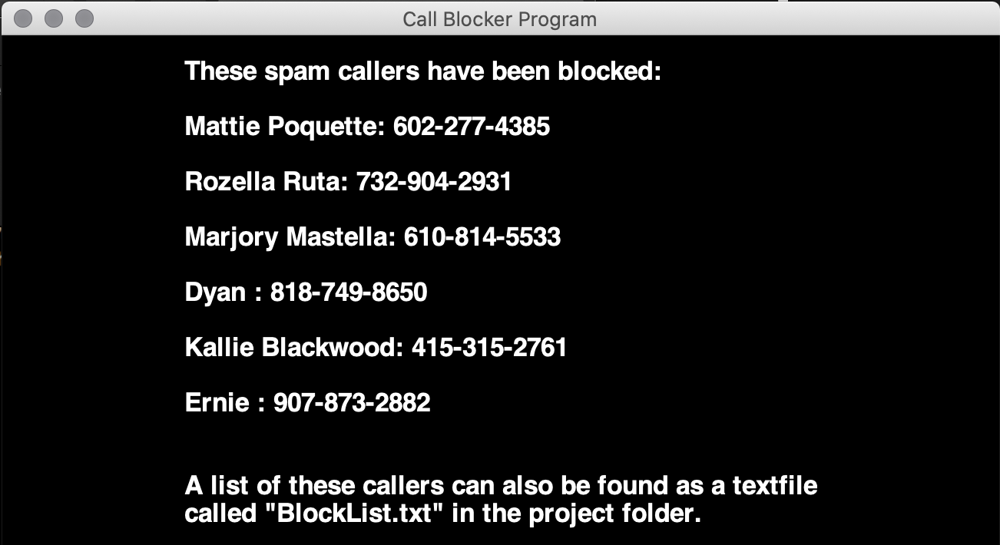 Call Blocker Program
These spam callers have been blocked:
Mattie Poquette: 602-277-4385
Rozella Ruta: 732-904-2931
Marjory Mastella: 610-814-5533
Dyan : 818-749-8650
Kallie Blackwood: 415-315-2761
Ernie : 907-873-2882
A list of these callers can also be found as a textfile
called "BlockList.txt" in the project folder.